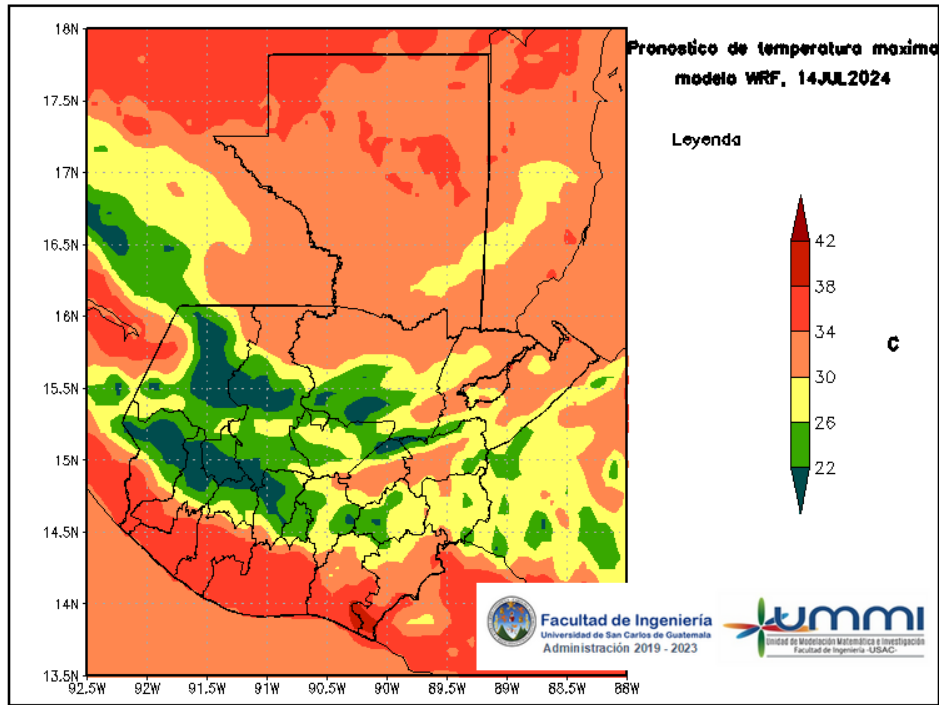 Pronostico de temperatura maxima
modelo WRF, 14JUL2024
Leyenda
42
38
34
30
26
22
C
18N
17.5N
17N
16.5N
16N
15.5N
15N
14.5N
14N
13.5N
92.5W
92W
91.5W
91W
90.5W
90W
89.5W
89W
88.5W
88W
Facultad de Ingeniería
Universidad de San Carlos de Guatemala
Administración 2019 - 2023
ummi
Unidad de Modelación Matemática e Investigación
Facultad de Ingeniería -USAC-